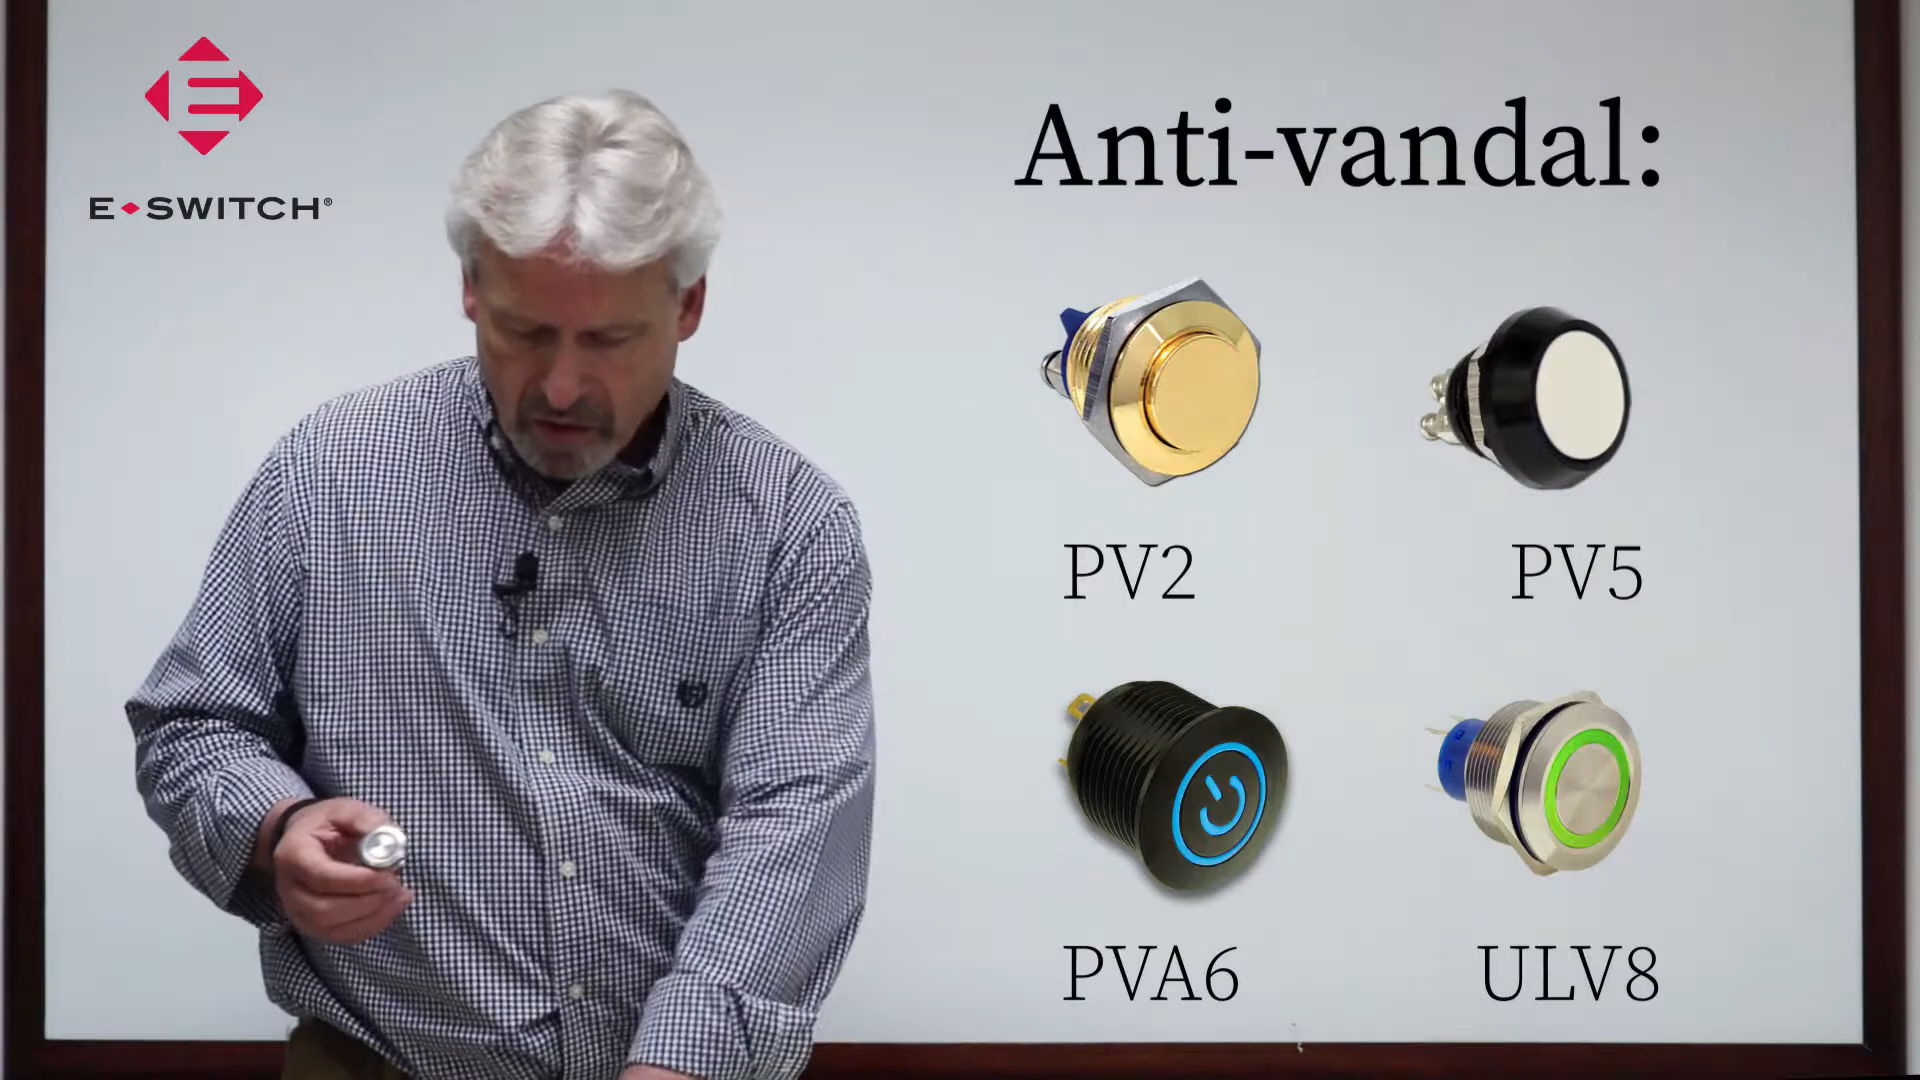 E◆SWITCH®
Anti-vandal:
PV2
PV5
PVA6
ULV8